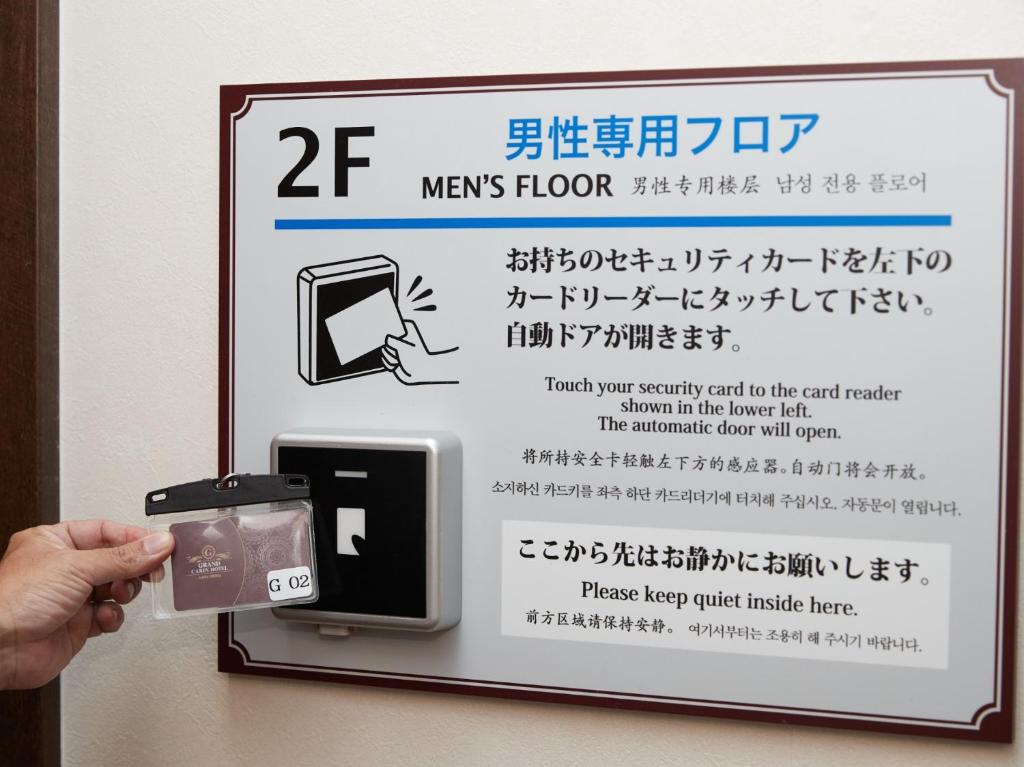 2F
男性専用フロア
MEN'S FLOOR 男性专用楼层 남성 전용 플로어
お持ちのセキュリティカードを左下の
カードリーダーにタッチして下さい。
自動ドアが開きます。
Touch your security card to the card reader
shown in the lower left.
The automatic door will open.
将所持安全卡轻触左下方的感应器。自动门将会开放。
소지하신 카드키를 좌측 하단 카드리더기에 터치해 주십시오. 자동문이 열립니다.
ここから先はお静かにお願いします。
Please keep quiet inside here.
前方区域请保持安静。 여기서부터는 조용히 해 주시기 바랍니다.
G
GRAND
CABIN HOTEL
G 02